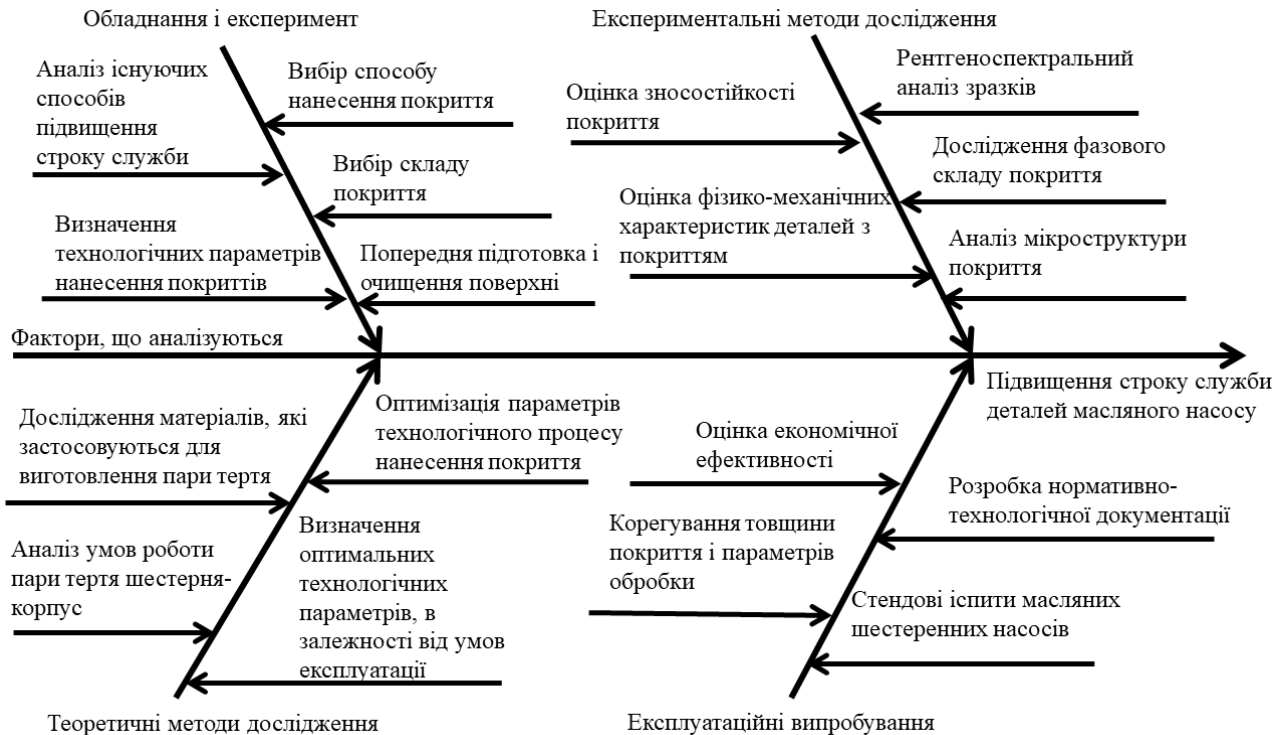 Обладнання і експеримент
Аналіз існуючих
способів
підвищення
строку служби
Вибір способу
нанесення покриття
Вибір складу
покриття
Визначення
технологічних параметрів
нанесення покриттів
Попередня підготовка і
очищення поверхні
Експериментальні методи дослідження
Оцінка зносостійкості
покриття
Рентгеноспектральний
аналіз зразків
Дослідження фазового
складу покриття
Оцінка фізико-механічних
характеристик деталей з
покриттям
Аналіз мікроструктури
покриття
Фактори, що аналізуються
Підвищення строку служби
деталей масляного насосу
Дослідження матеріалів, які
застосовуються для
виготовлення пари тертя
Оптимізація параметрів
технологічного процесу
нанесення покриття
Аналіз умов роботи
пари тертя шестерня-
корпус
Визначення
оптимальних
технологічних
параметрів, в
залежності від умов
експлуатації
Теоретичні методи дослідження
Оцінка економічної
ефективності
Розробка нормативно-
технологічної документації
Корегування товщини
покриття і параметрів
обробки
Стендові іспити масляних
шестеренних насосів
Експлуатаційні випробування